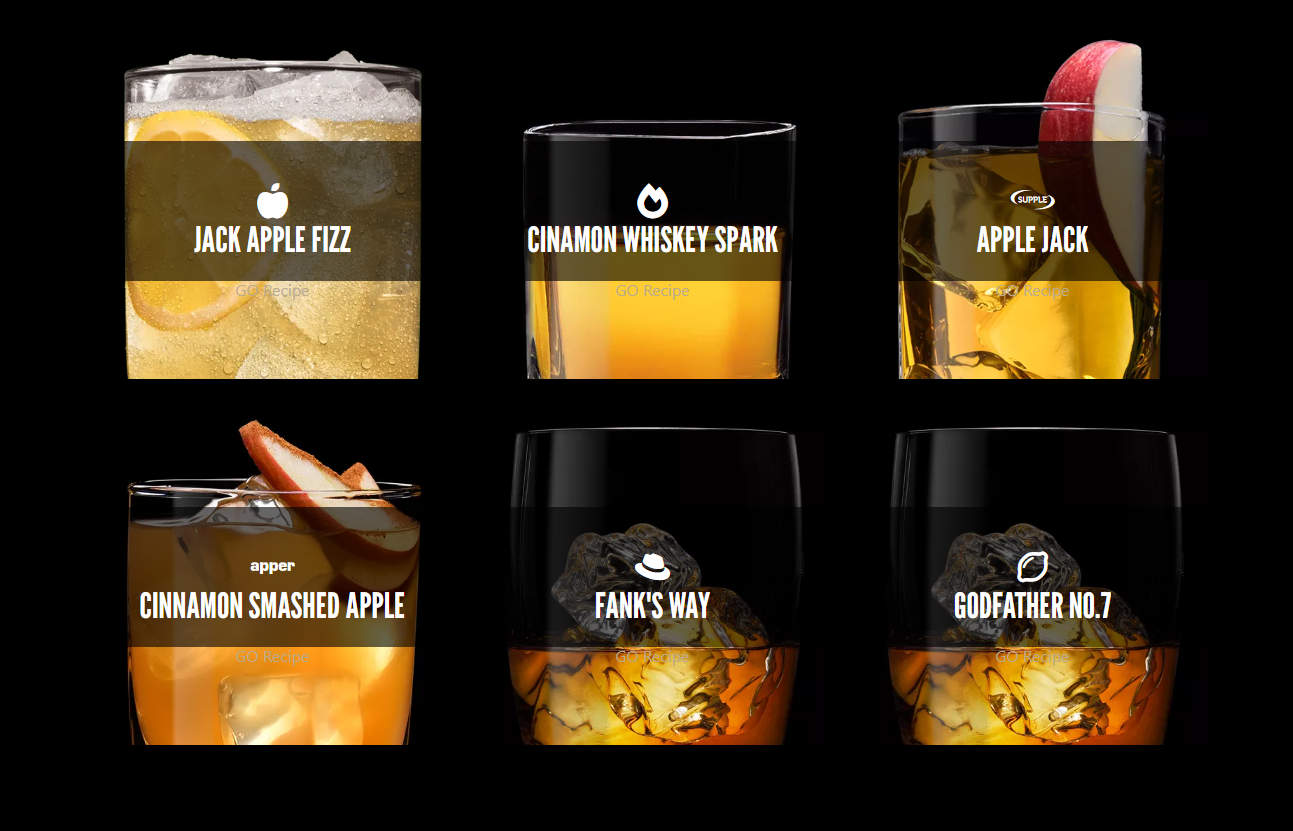 JACK APPLE FIZZ
GO Recipe
CINAMON WHISKEY SPARK
GO Recipe
SUPPLE
APPLE JACK
GO Recipe
apper
CINNAMON SMASHED APPLE
GO Recipe
FANK'S WAY
GO Recipe
GODFATHER NO.7
GO Recipe